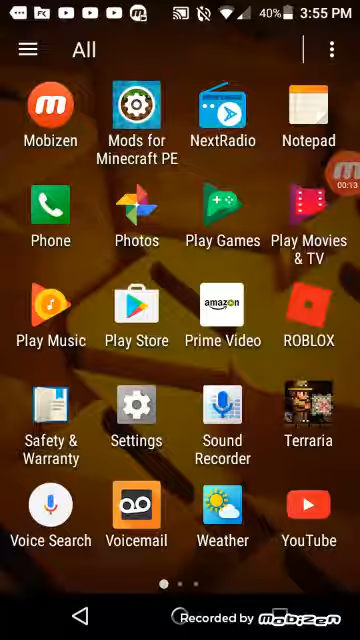 40% 3:55 PM
All
Mobizen
Mods for
Minecraft PE
NextRadio
Notepad
00:13
Phone
Photos
Play Games
Play Movies
& TV
amazon
Play Music
Play Store
Prime Video
ROBLOX
Safety &
Warranty
Settings
Sound
Recorder
Terraria
Voice Search
Voicemail
Weather
YouTube
Recorded by mobizen